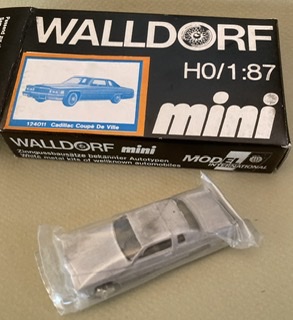 WALLDORF
H0/1:87
mini
124011 Cadillac Coupé De Ville
WALLDORF mini
Zinngussbausätze bekannter Autotypen
White metal kits of wellknown automobiles
MODEL
INTERNATIONAL